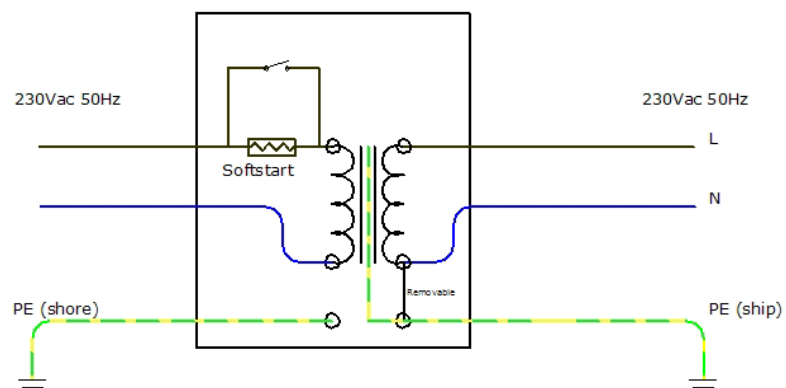 230Vac 50Hz
230Vac 50Hz
L
Softstart
N
Removable
PE (shore)
PE (ship)